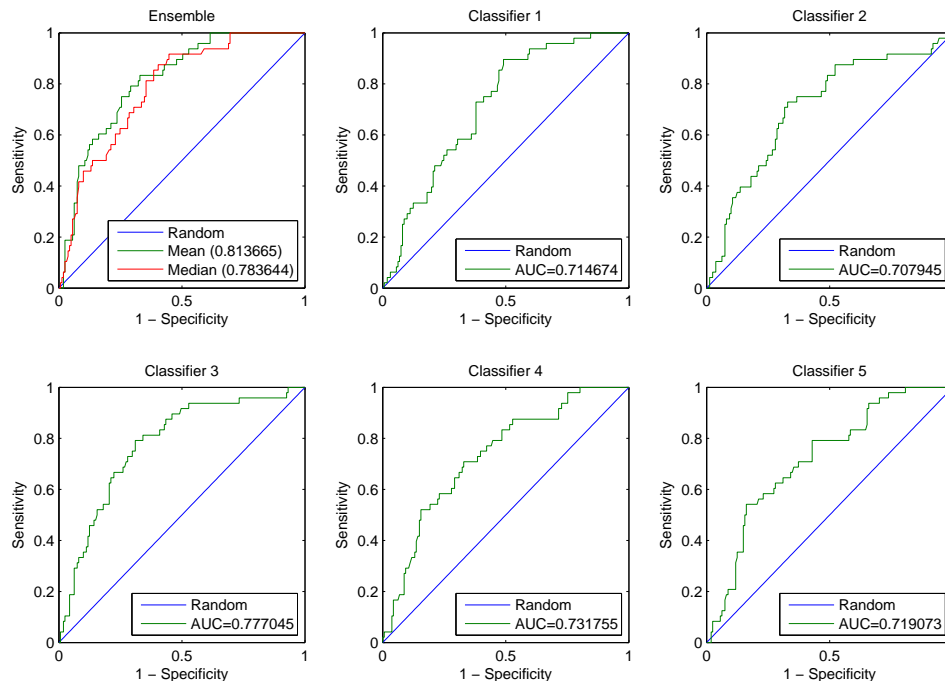 Ensemble
1
0.8
0.6
0.4
0.2
0
Sensitivity
Random
Mean (0.813665)
Median (0.783644)
0 0.5 1
1 − Specificity
Classifier 1
1
0.8
0.6
0.4
0.2
0
Sensitivity
Random
AUC=0.714674
0 0.5 1
1 − Specificity
Classifier 2
1
0.8
0.6
0.4
0.2
0
Sensitivity
Random
AUC=0.707945
0 0.5
1 − Specificity
Classifier 3
1
0.8
0.6
0.4
0.2
0
Sensitivity
Random
AUC=0.777045
0 0.5 1
1 − Specificity
Classifier 4
1
0.8
0.6
0.4
0.2
0
Sensitivity
Random
AUC=0.731755
0 0.5 1
1 − Specificity
Classifier 5
1
0.8
0.6
0.4
0.2
0
Sensitivity
Random
AUC=0.719073
0 0.5
1 − Specificity